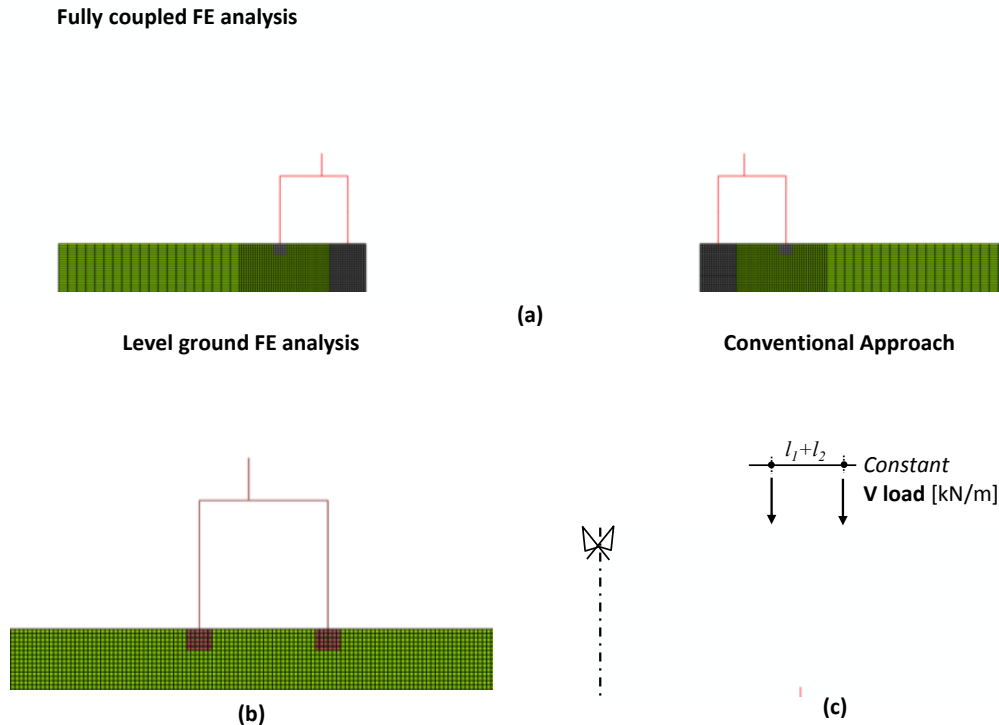 Fully coupled FE analysis
(a)
Level ground FE analysis
Conventional Approach
l₁+l₂
Constant
V load [kN/m]
(b)
(c)